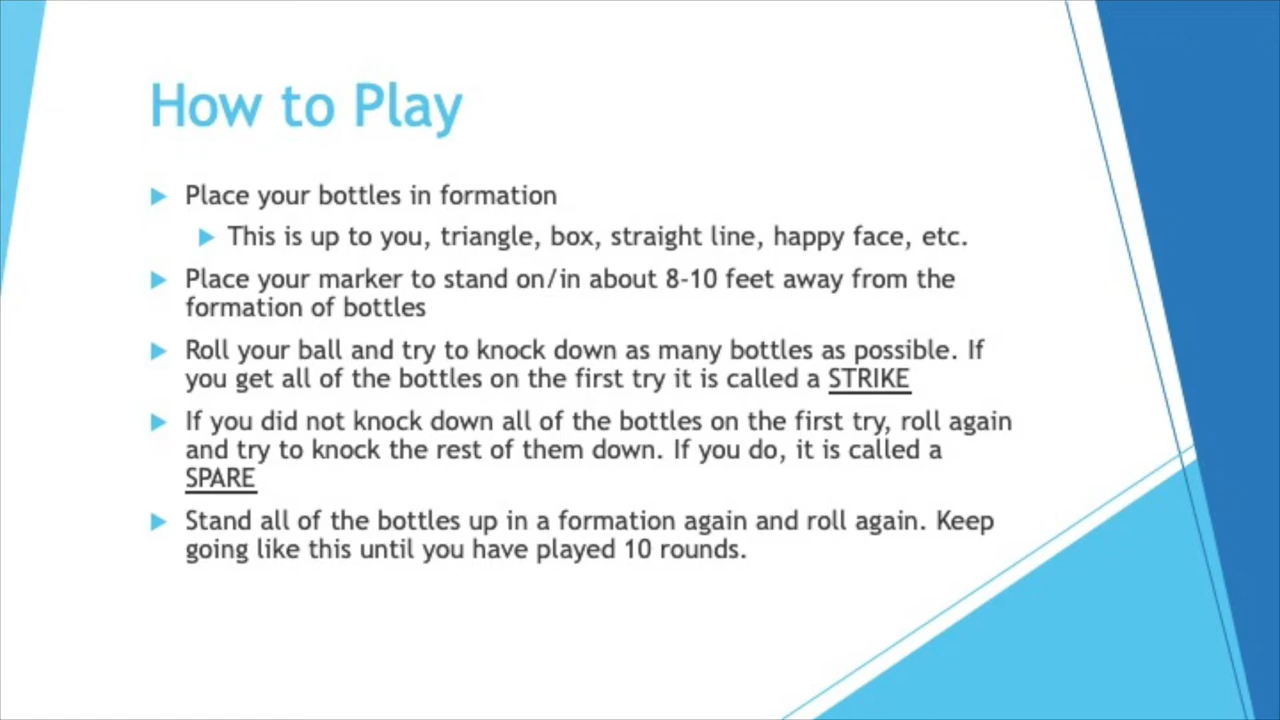 How to Play
Place your bottles in formation
This is up to you, triangle, box, straight line, happy face, etc.
Place your marker to stand on/in about 8-10 feet away from the
formation of bottles
Roll your ball and try to knock down as many bottles as possible. If
you get all of the bottles on the first try it is called a STRIKE
If you did not knock down all of the bottles on the first try, roll again
and try to knock the rest of them down. If you do, it is called a
SPARE
Stand all of the bottles up in a formation again and roll again. Keep
going like this until you have played 10 rounds.